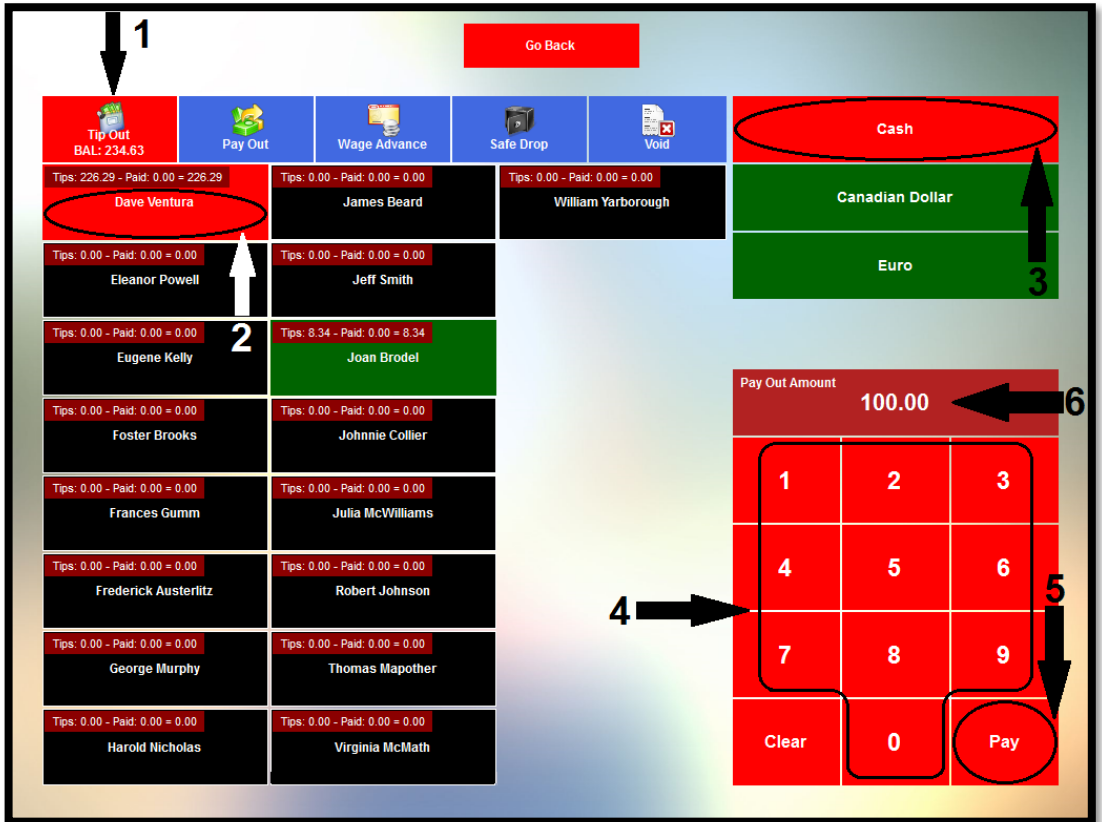 1
Go Back
Tip Out
BAL: 234.63
Pay Out
Wage Advance
Safe Drop
Void
Cash
Tips: 226.29 - Paid: 0.00 = 226.29
Dave Ventura
Tips: 0.00 - Paid: 0.00 = 0.00
James Beard
Tips: 0.00 - Paid: 0.00 = 0.00
William Yarborough
Canadian Dollar
Tips: 0.00 - Paid: 0.00 = 0.00
Eleanor Powell
Tips: 0.00 - Paid: 0.00 = 0.00
Jeff Smith
Euro
3
2
Tips: 0.00 - Paid: 0.00 = 0.00
Eugene Kelly
Tips: 8.34 - Paid: 0.00 = 8.34
Joan Brodel
Pay Out Amount
100.00
6
Tips: 0.00 - Paid: 0.00 = 0.00
Foster Brooks
Tips: 0.00 - Paid: 0.00 = 0.00
Johnnie Collier
Tips: 0.00 - Paid: 0.00 = 0.00
Frances Gumm
Tips: 0.00 - Paid: 0.00 = 0.00
Julia McWilliams
1 2 3
Tips: 0.00 - Paid: 0.00 = 0.00
Frederick Austerlitz
Tips: 0.00 - Paid: 0.00 = 0.00
Robert Johnson
4 5 6
5
4
Tips: 0.00 - Paid: 0.00 = 0.00
George Murphy
Tips: 0.00 - Paid: 0.00 = 0.00
Thomas Mapother
7 8 9
Tips: 0.00 - Paid: 0.00 = 0.00
Harold Nicholas
Tips: 0.00 - Paid: 0.00 = 0.00
Virginia McMath
Clear 0 Pay